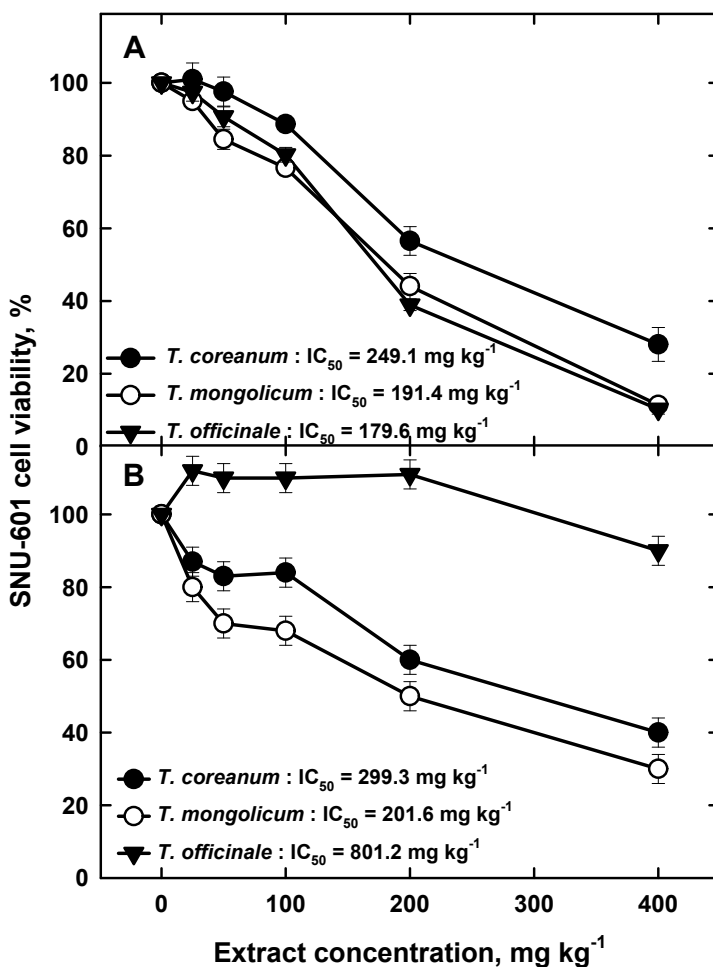 SNU-601 cell viability, %
A
100
80
60
40
20
0
T. coreanum : IC50 = 249.1 mg kg-1
T. mongolicum : IC50 = 191.4 mg kg-1
T. officinale : IC50 = 179.6 mg kg-1
B
100
80
60
40
20
0
T. coreanum : IC50 = 299.3 mg kg-1
T. mongolicum : IC50 = 201.6 mg kg-1
T. officinale : IC50 = 801.2 mg kg-1
0 100 200 300 400
Extract concentration, mg kg-1